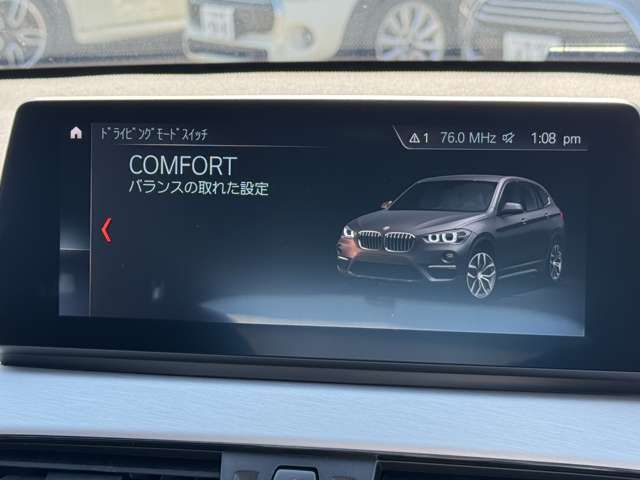 ﾄﾞﾗｲﾋﾞﾝｸﾞﾓｰﾄﾞｽｲｯﾁ
1 76.0 MHz 1:08 pm
COMFORT
バランスの取れた設定